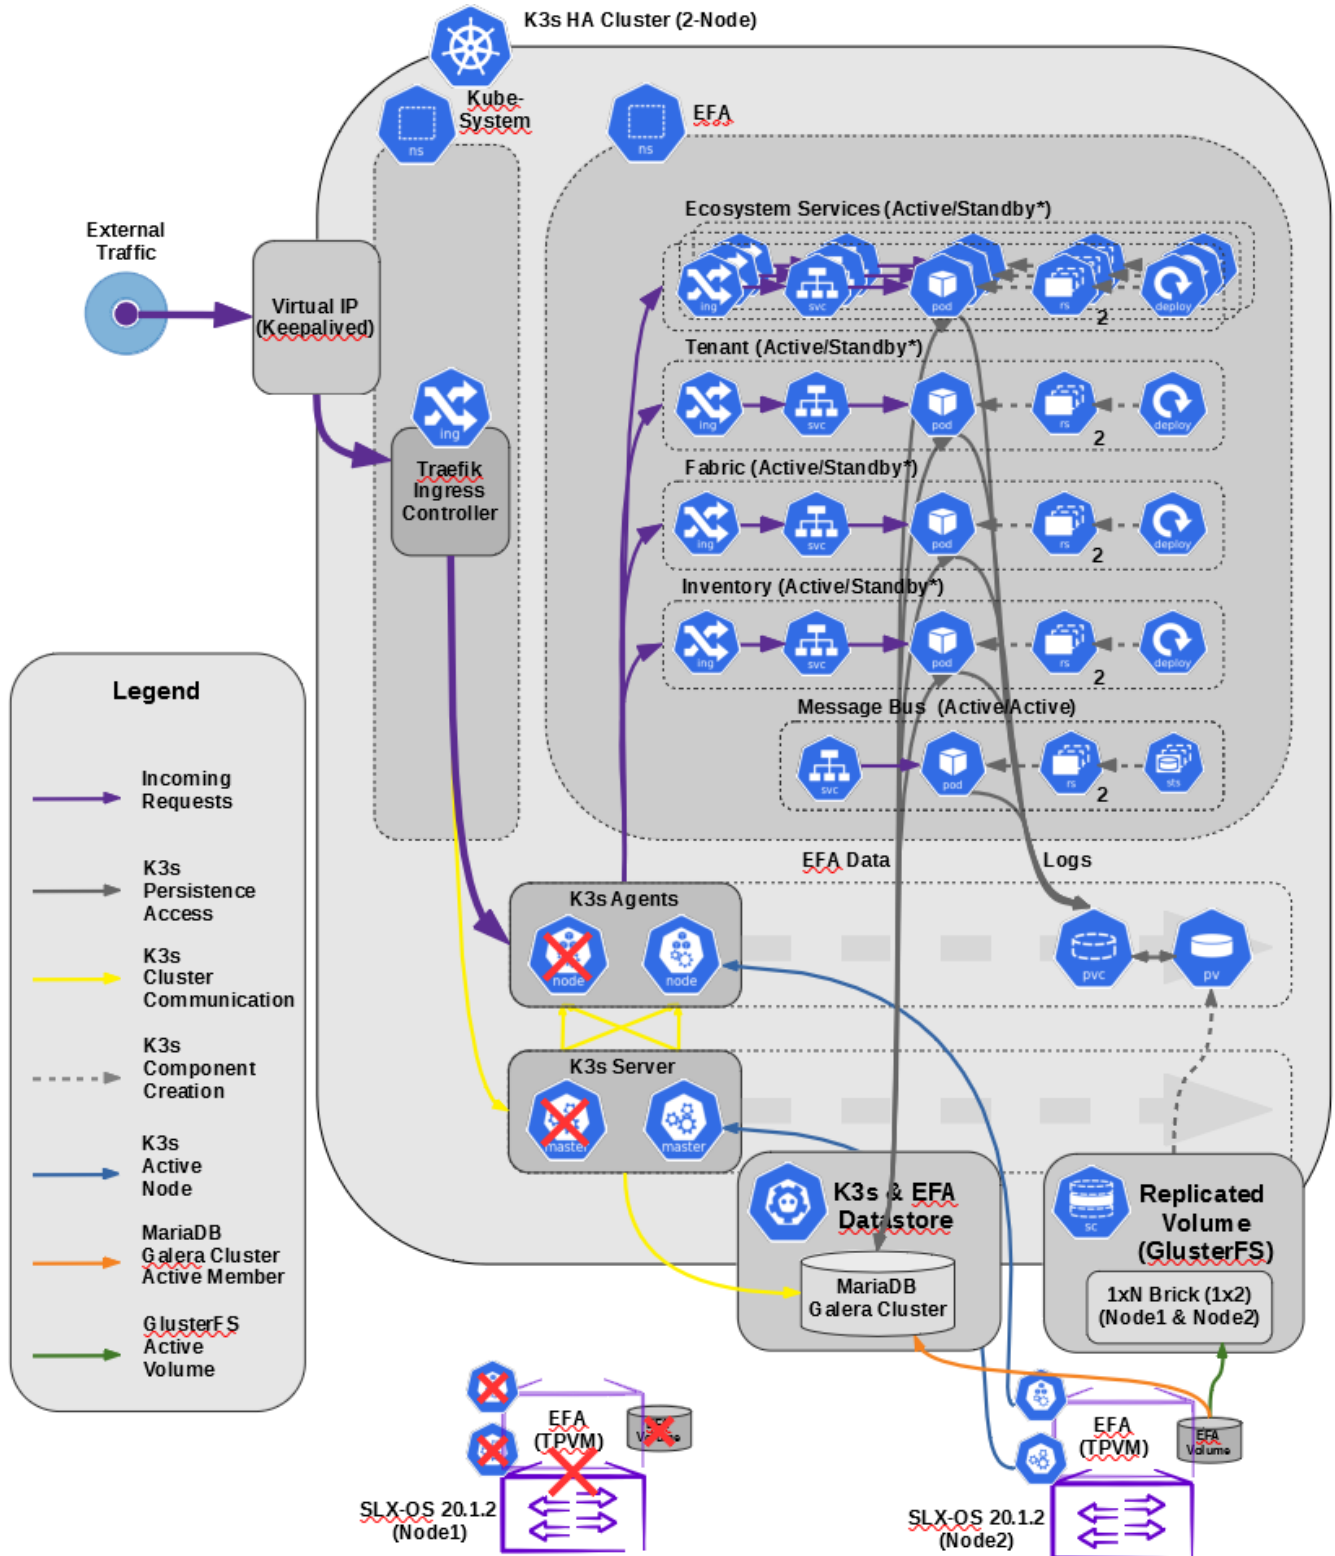 K3s HA Cluster (2-Node)
Kube-
System
ns
EFA
ns
Ecosystem Services (Active/Standby*)
ing
svc
pod
rs
2
deploy
External
Traffic
Virtual IP
(Keepalived)
Tenant (Active/Standby*)
ing
svc
pod
rs
2
deploy
ing
Traefik
Ingress
Controller
Fabric (Active/Standby*)
ing
svc
pod
rs
2
deploy
Inventory (Active/Standby*)
ing
svc
pod
rs
2
deploy
Message Bus (Active/Active)
svc
pod
rs
2
sts
EFA Data
Logs
K3s Agents
node
node
pvc
pv
K3s Server
master
master
K3s & EFA
Datastore
MariaDB
Galera Cluster
sc
Replicated
Volume
(GlusterFS)
1xN Brick (1x2)
(Node1 & Node2)
Legend
Incoming
Requests
K3s
Persistence
Access
K3s
Cluster
Communication
K3s
Component
Creation
K3s
Active
Node
MariaDB
Galera Cluster
Active Member
GlusterFS
Active
Volume
EFA
(TPVM)
SLX-OS 20.1.2
(Node1)
EFA
(TPVM)
EFA
Volume
SLX-OS 20.1.2
(Node2)